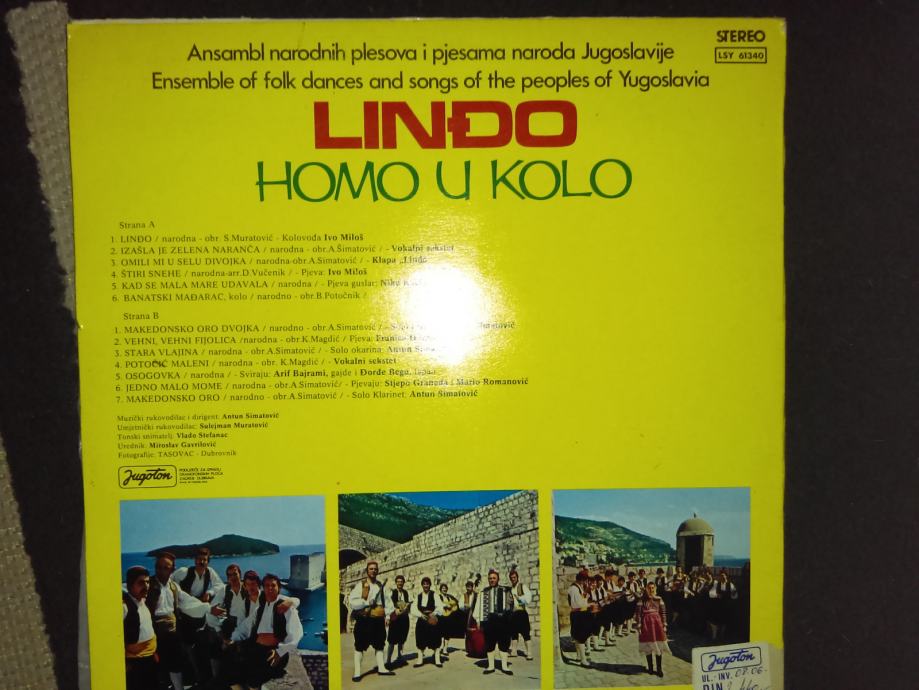 STEREO
LSY 61340
Ansambl narodnih plesova i pjesama naroda Jugoslavije
Ensemble of folk dances and songs of the peoples of Yugoslavia
LINĐO
HOMO U KOLO
Strana A
1. LINĐO / narodna - obr. S.Muratović - Kolovođa Ivo Miloš
2. IZAŠLA JE ZELENA NARANČA / narodna - obr.A.Simatović / - Vokalni sekstet
3. OMILI MI U SELU DIVOJKA / narodna-obr.A.Simatović / - Klapa „Linđo
4. ŠTIRI SNEHE / narodna-arr.D.Vučenik / - Pjeva: Ivo Miloš
5. KAD SE MALA MARE UDAVALA / narodna / - Pjeva guslar:
6. BANATSKI MAĐARAC, kolo / narodno - obr.B.Potočnik /
Strana B
1. MAKEDONSKO ORO DVOJKA / narodno - obr.A.Simatović / -
2. VEHNI, VEHNI FIJOLICA /narodna - obr.K.Magdić / Pjeva:
3. STARA VLAJINA / narodna - obr.A.Simatović / - Solo okarina: Antun
4. POTOČIĆ MALENI / narodna - obr. K.Magdić / - Vokalni sekstet
5. OSOGOVKA / narodna - Sviraju: Arif Bajrami, gajde i Đorđe Begu,
6. JEDNO MALO MOME / narodna - obr.A.Simatović/ - Pjevaju: Stjepo Granada i Mario Romanović
7. MAKEDONSKO ORO / narodno - obr.A.Simatović / - Solo Klarinet: Antun Simatović
Muzički rukovodilac i dirigent: Antun Simatović
Umjetnički rukovodilac: Sulejman Muratović
Tonski snimatelj: Vlado Stefanac
Urednik: Miroslav Gavrilović
Fotografije: TASOVAC - Dubrovnik
Jugoton
Jugoton
UL. - INV.
DIN